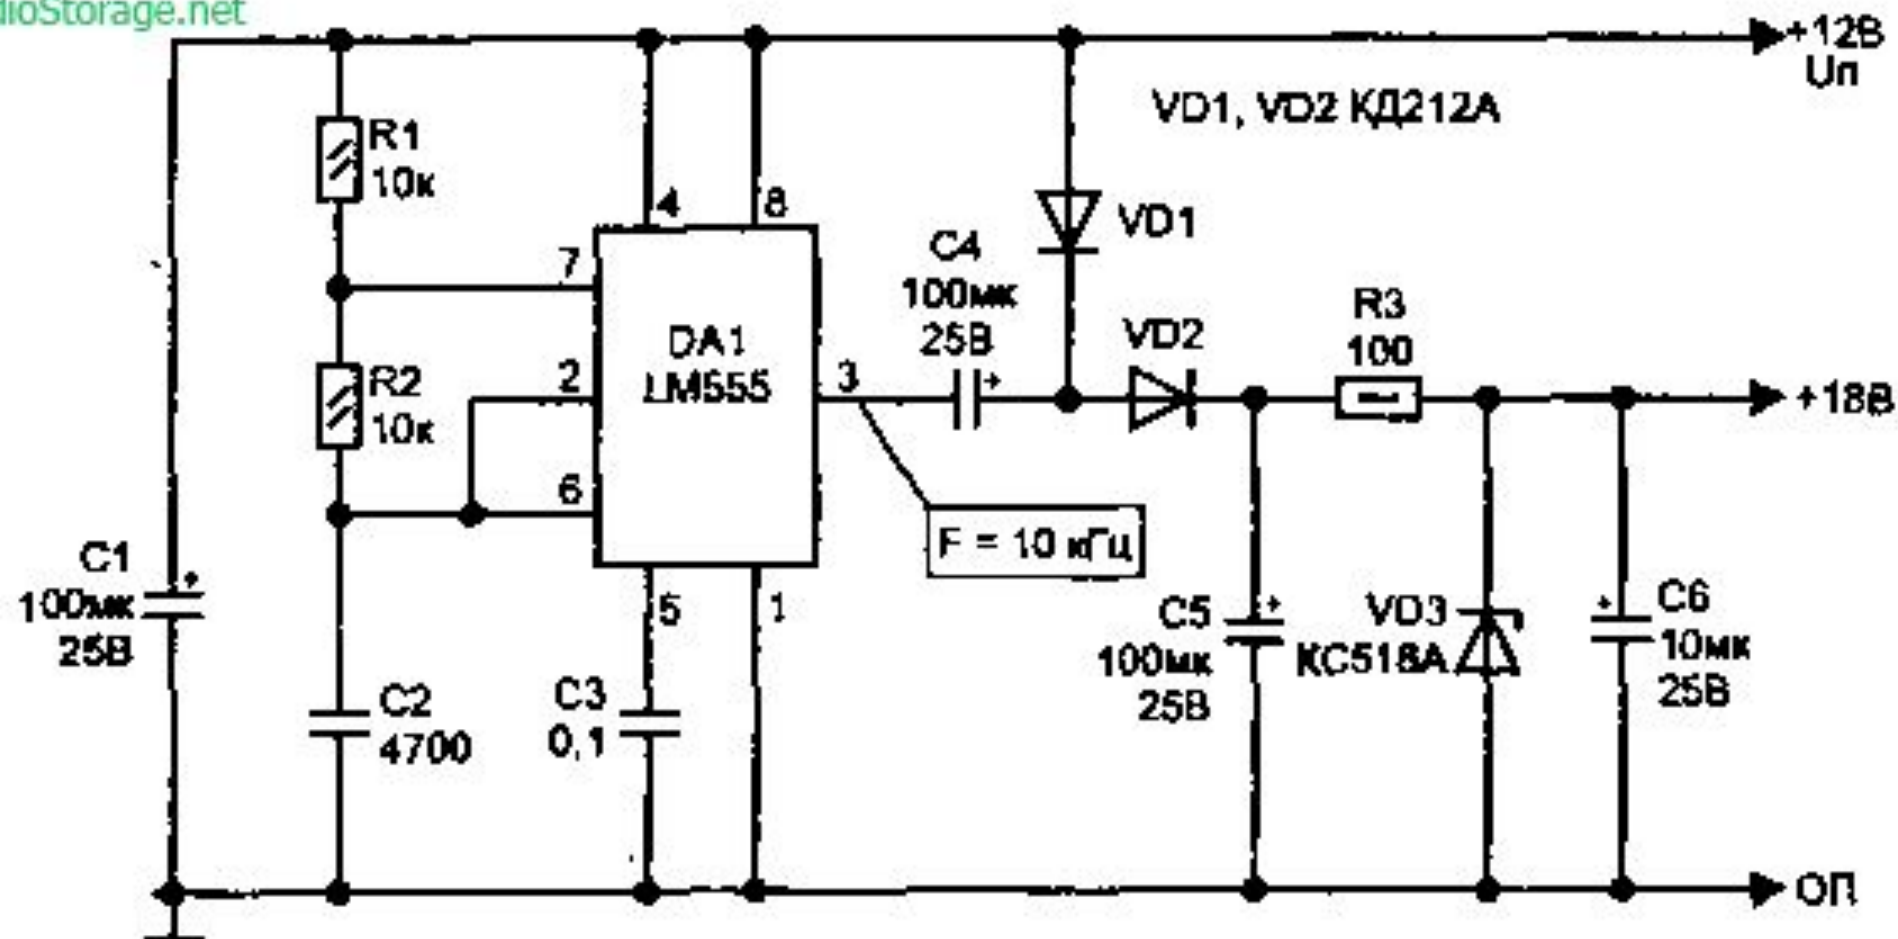 dioStorage.net
+12В
Uп
VD1, VD2 КД212А
R1
10к
4
8
VD1
7
C4
100мк
25В
R3
100
VD2
DA1
LM555
2
3
R2
10к
+18В
6
F = 10 кГц
C1
100мк
25В
5
1
C5
100мк
25В
VD3
КС518А
C6
10мк
25В
C2
4700
C3
0,1
ОП